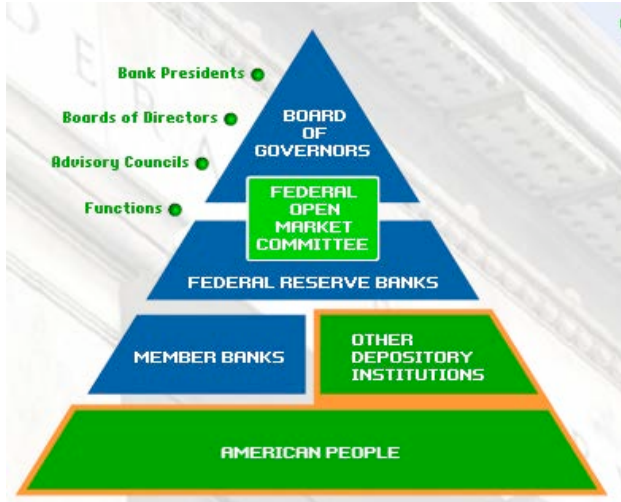 Bank Presidents
Boards of Directors
Advisory Councils
Functions
BOARD
OF
GOVERNORS
FEDERAL
OPEN
MARKET
COMMITTEE
FEDERAL RESERVE BANKS
MEMBER BANKS
OTHER
DEPOSITORY
INSTITUTIONS
AMERICAN PEOPLE